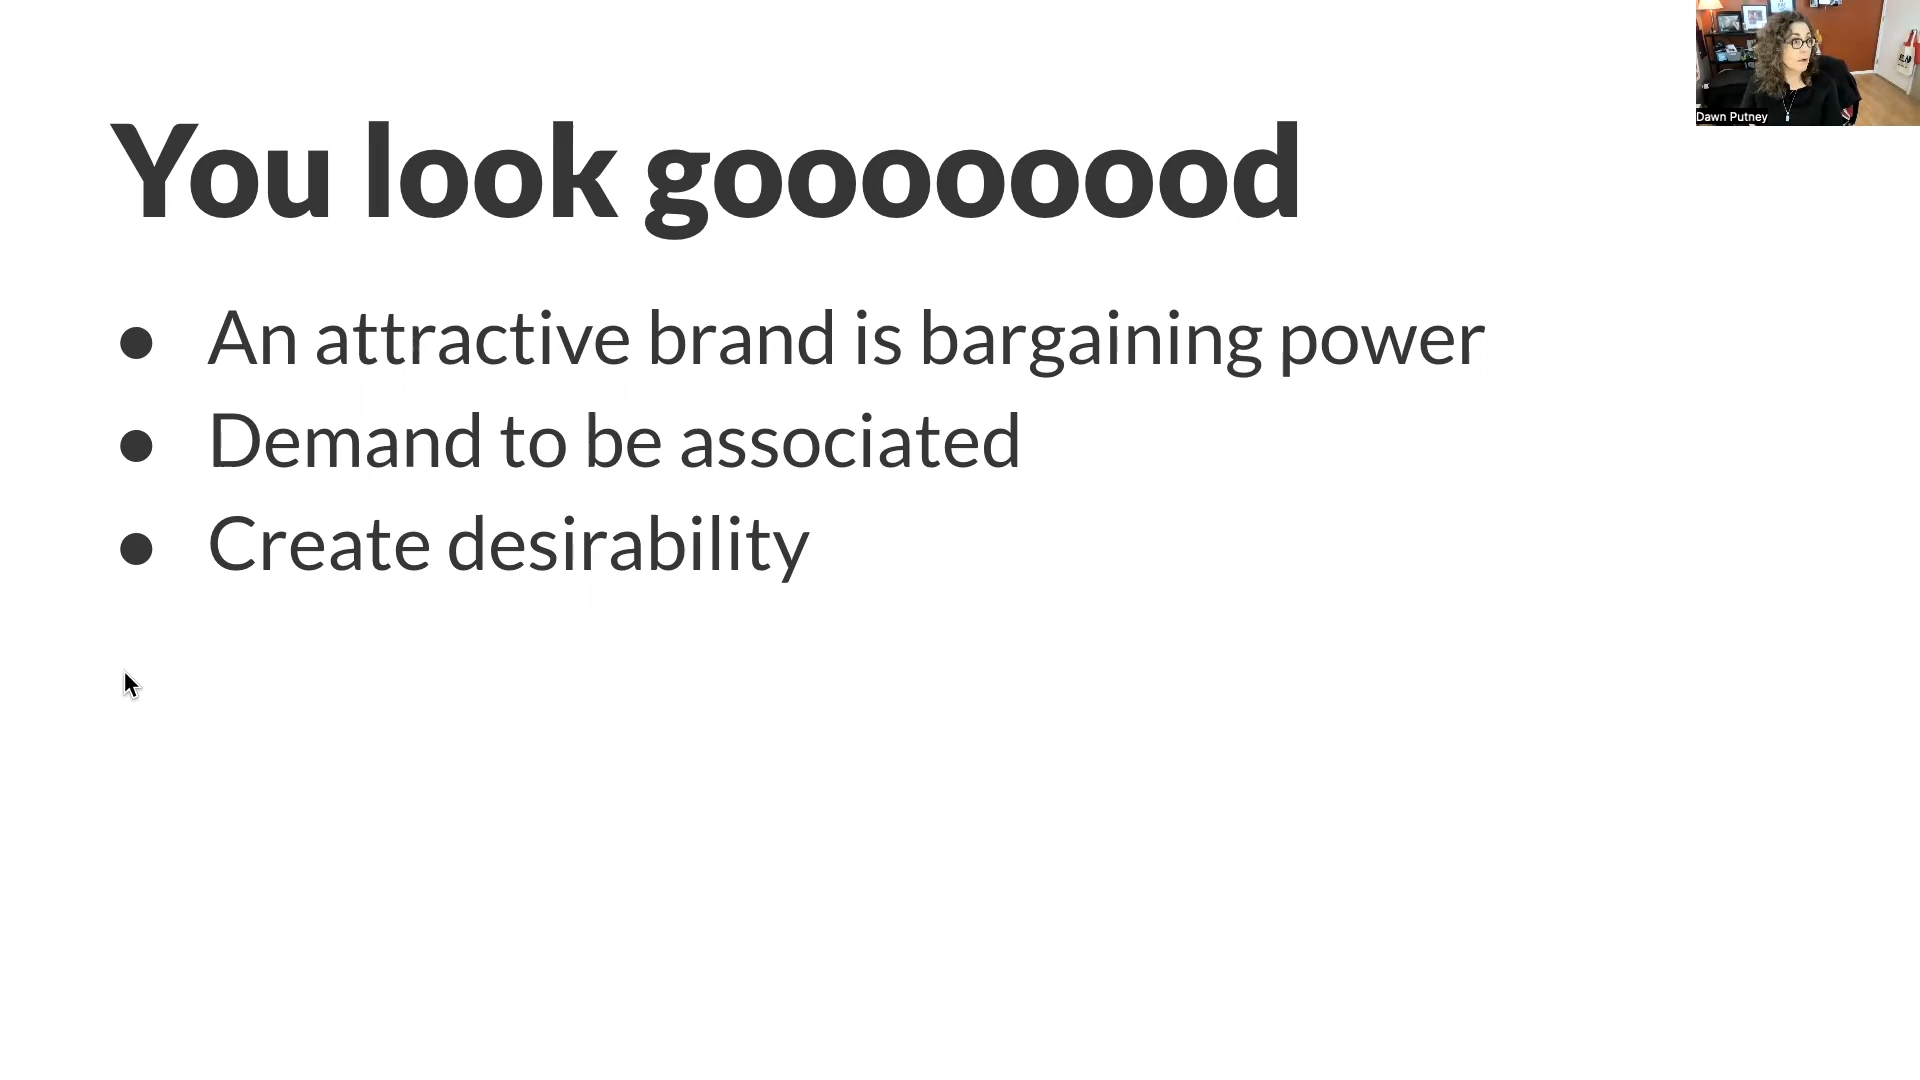 You look gooooooood
● An attractive brand is bargaining power
● Demand to be associated
● Create desirability
Dawn Putney